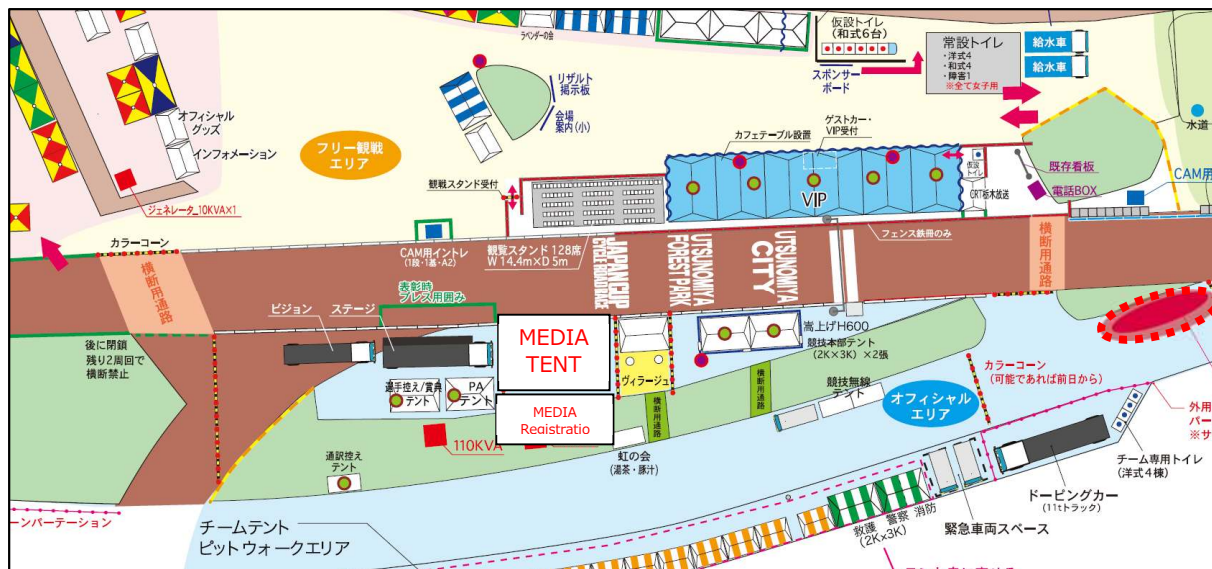 ラベンダーの会
仮設トイレ
(和式6台)
スポンサー
ボード
常設トイレ
・洋式4
・和式4
・障害1
※全て女子用
給水車
給水車
水道
リザルト
掲示板
会場
案内(小)
オフィシャル
グッズ
インフォメーション
フリー観戦
エリア
ジェネレータ_10KVA×1
カフェテーブル設置
ゲストカー・
VIP受付
VIP
仮設
トイレ
CRT栃木放送
既存看板
電話BOX
CAM用
観戦スタンド受付
カラーコーン
横断用通路
CAM用イントレ
(1段・1基・A2)
観覧スタンド 128席
W 14.4m×D 5m
JAPANCUP
CYCLE ROAD RACE
UTSUNOMIYA
FOREST PARK
UTSUNOMIYA
CITY
フェンス鉄冊のみ
横断用通路
表彰時
プレス用囲み
ビジョン
ステージ
後に閉鎖
残り2周回で
横断禁止
MEDIA
TENT
MEDIA
Registratio
選手控え/賞典
テント
PA
テント
ヴィラージュ
嵩上げH600
競技本部テント
(2K×3K) ×2張
横断用通路
横断用通路
競技無線
テント
オフィシャル
エリア
カラーコーン
(可能であれば前日から)
110KVA
通訳控え
テント
虹の会
(湯茶・豚汁)
外用
パー
※サ
チーム専用トイレ
(洋式4棟)
ドーピングカー
(11tトラック)
緊急車両スペース
救護 警察 消防
(2K×3K)
ーンパーテーション
チームテント
ピットウォークエリア